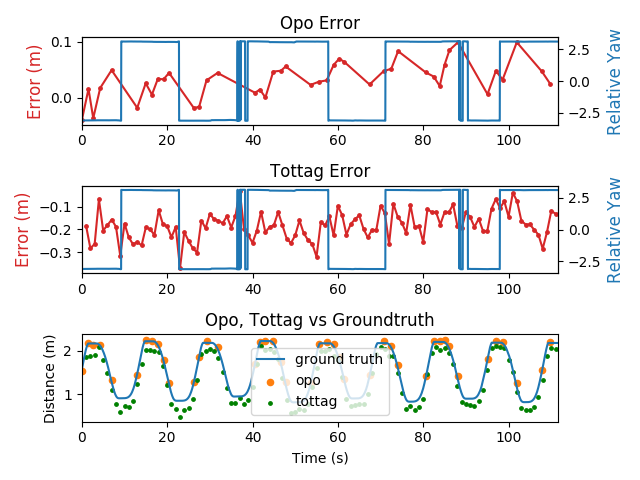 Opo Error
Error (m)
0.1
0.0
2.5
0.0
−2.5
Relative Yaw
0 20 40 60 80 100
Tottag Error
Error (m)
−0.1
−0.2
−0.3
2.5
0.0
−2.5
Relative Yaw
0 20 40 60 80 100
Opo, Tottag vs Groundtruth
Distance (m)
2
1
ground truth
opo
tottag
0 20 40 60 80 100
Time (s)